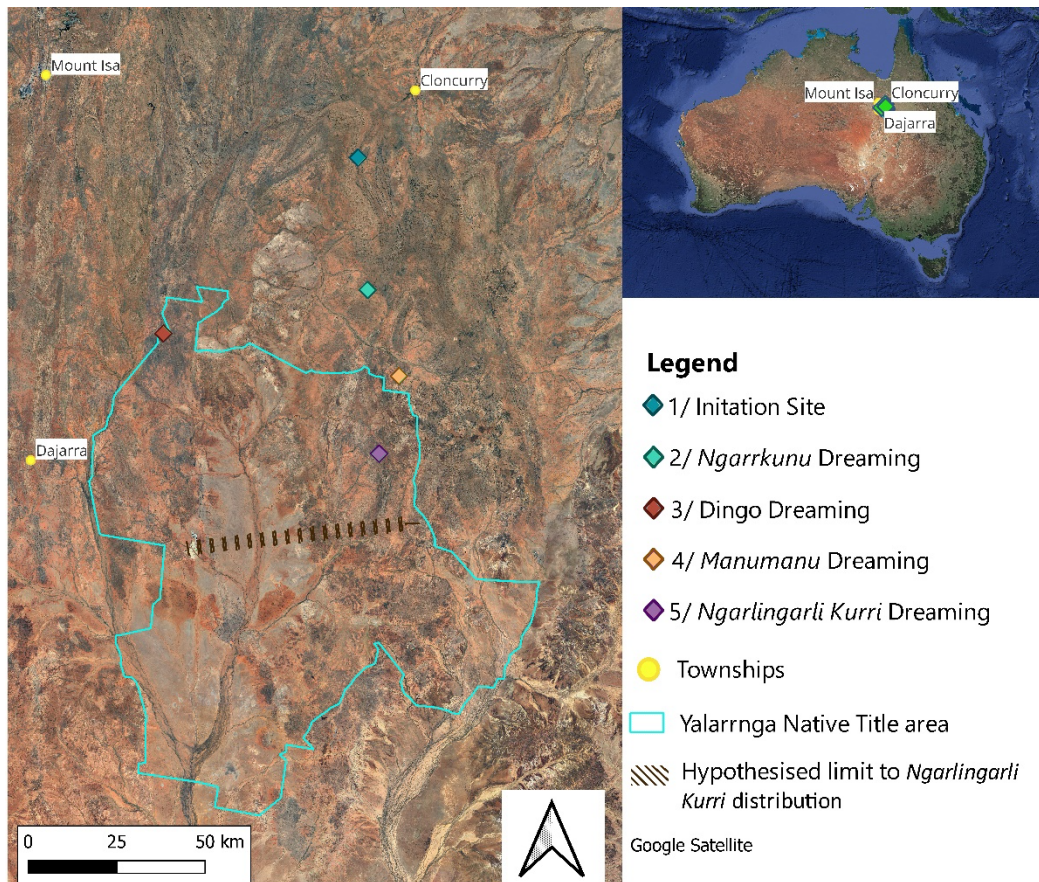 Mount Isa
Cloncurry
Dajarra
0 25 50 km
Mount Isa
Cloncurry
Dajarra
Legend
1/ Initation Site
2/ Ngarrkunu Dreaming
3/ Dingo Dreaming
4/ Manumanu Dreaming
5/ Ngarlingarli Kurri Dreaming
Townships
Yalarrnga Native Title area
Hypothesised limit to Ngarlingarli
Kurri distribution
Google Satellite